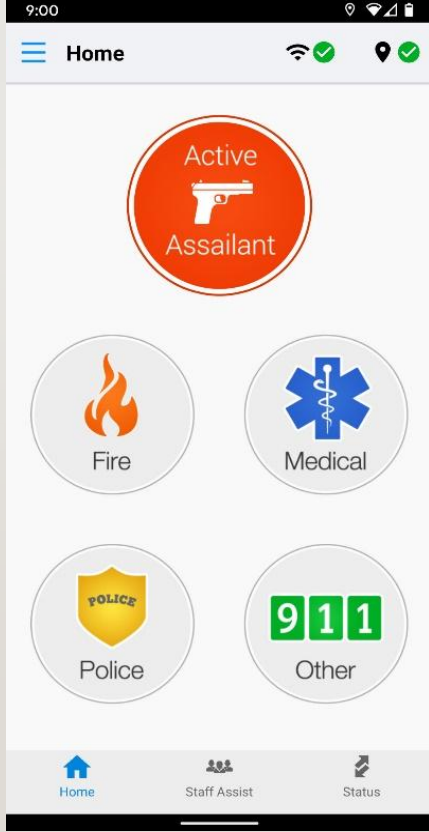 9:00
Home
Active
Assailant
Fire
Medical
POLICE
Police
911
Other
Home
Staff Assist
Status